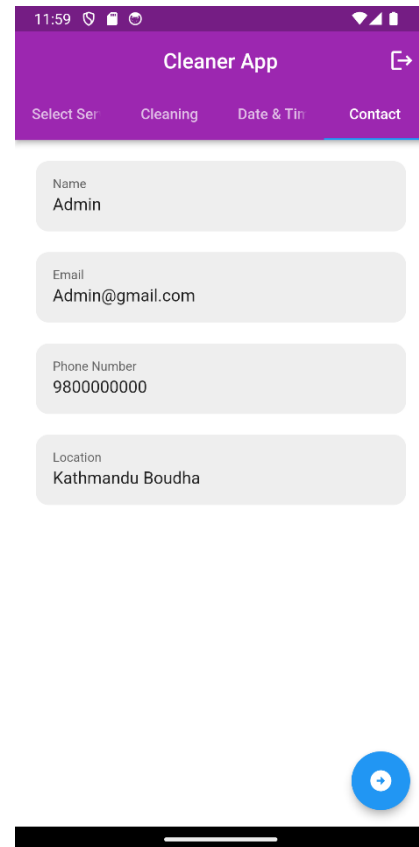 11:59
Cleaner App
Select Ser
Cleaning
Date & Tim
Contact
Name
Admin
Email
Admin@gmail.com
Phone Number
9800000000
Location
Kathmandu Boudha